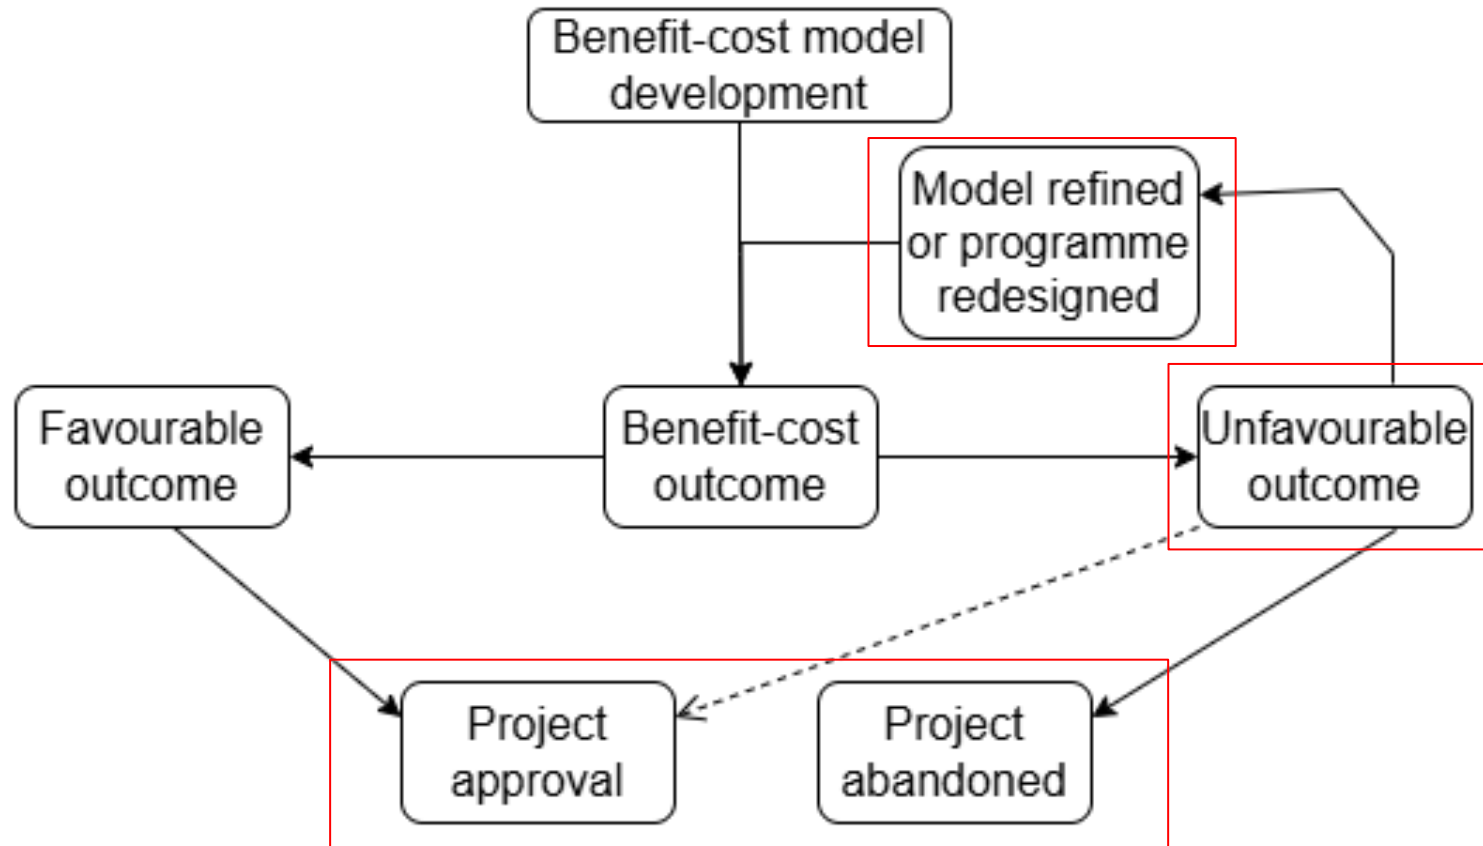 Benefit-cost model
development
Model refined
or programme
redesigned
Favourable
outcome
Benefit-cost
outcome
Unfavourable
outcome
Project
approval
Project
abandoned